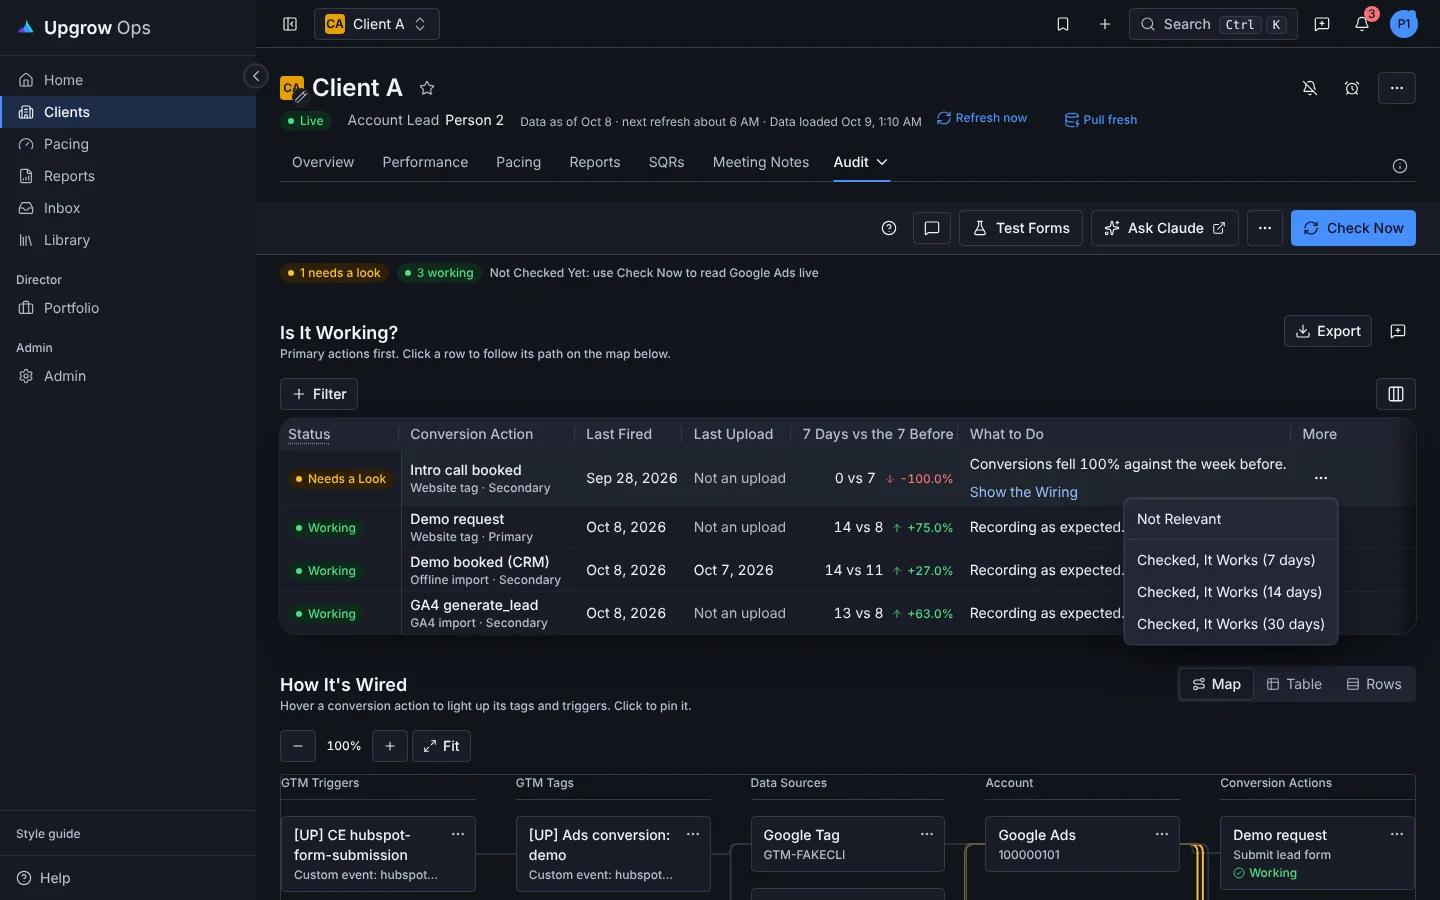 Upgrow Ops
CA Client A
Search Ctrl K
3
P1
Home
Clients
Pacing
Reports
Inbox
Library
Director
Portfolio
Admin
Admin
Style guide
Help
CA Client A
Live Account Lead Person 2 Data as of Oct 8 · next refresh about 6 AM · Data loaded Oct 9, 1:10 AM Refresh now Pull fresh
Overview Performance Pacing Reports SQRs Meeting Notes Audit
Test Forms Ask Claude Check Now
1 needs a look 3 working Not Checked Yet: use Check Now to read Google Ads live
Is It Working?
Primary actions first. Click a row to follow its path on the map below.
Export
Filter
Status Conversion Action Last Fired Last Upload 7 Days vs the 7 Before What to Do More
Needs a Look Intro call booked Sep 28, 2026 Not an upload 0 vs 7 ↓ -100.0% Conversions fell 100% against the week before.
Website tag · Secondary
Show the Wiring
Working Demo request Oct 8, 2026 Not an upload 14 vs 8 ↑ +75.0% Recording as expected.
Website tag · Primary
Working Demo booked (CRM) Oct 8, 2026 Oct 7, 2026 14 vs 11 ↑ +27.0% Recording as expected.
Offline import · Secondary
Working GA4 generate_lead Oct 8, 2026 Not an upload 13 vs 8 ↑ +63.0% Recording as expected.
GA4 import · Secondary
Not Relevant
Checked, It Works (7 days)
Checked, It Works (14 days)
Checked, It Works (30 days)
How It's Wired
Hover a conversion action to light up its tags and triggers. Click to pin it.
Map Table Rows
− 100% + Fit
GTM Triggers GTM Tags Data Sources Account Conversion Actions
[UP] CE hubspot-
form-submission
Custom event: hubspot...
[UP] Ads conversion:
demo
Custom event: hubspot...
Google Tag
GTM-FAKECLI
Google Ads
100000101
Demo request
Submit lead form
Working